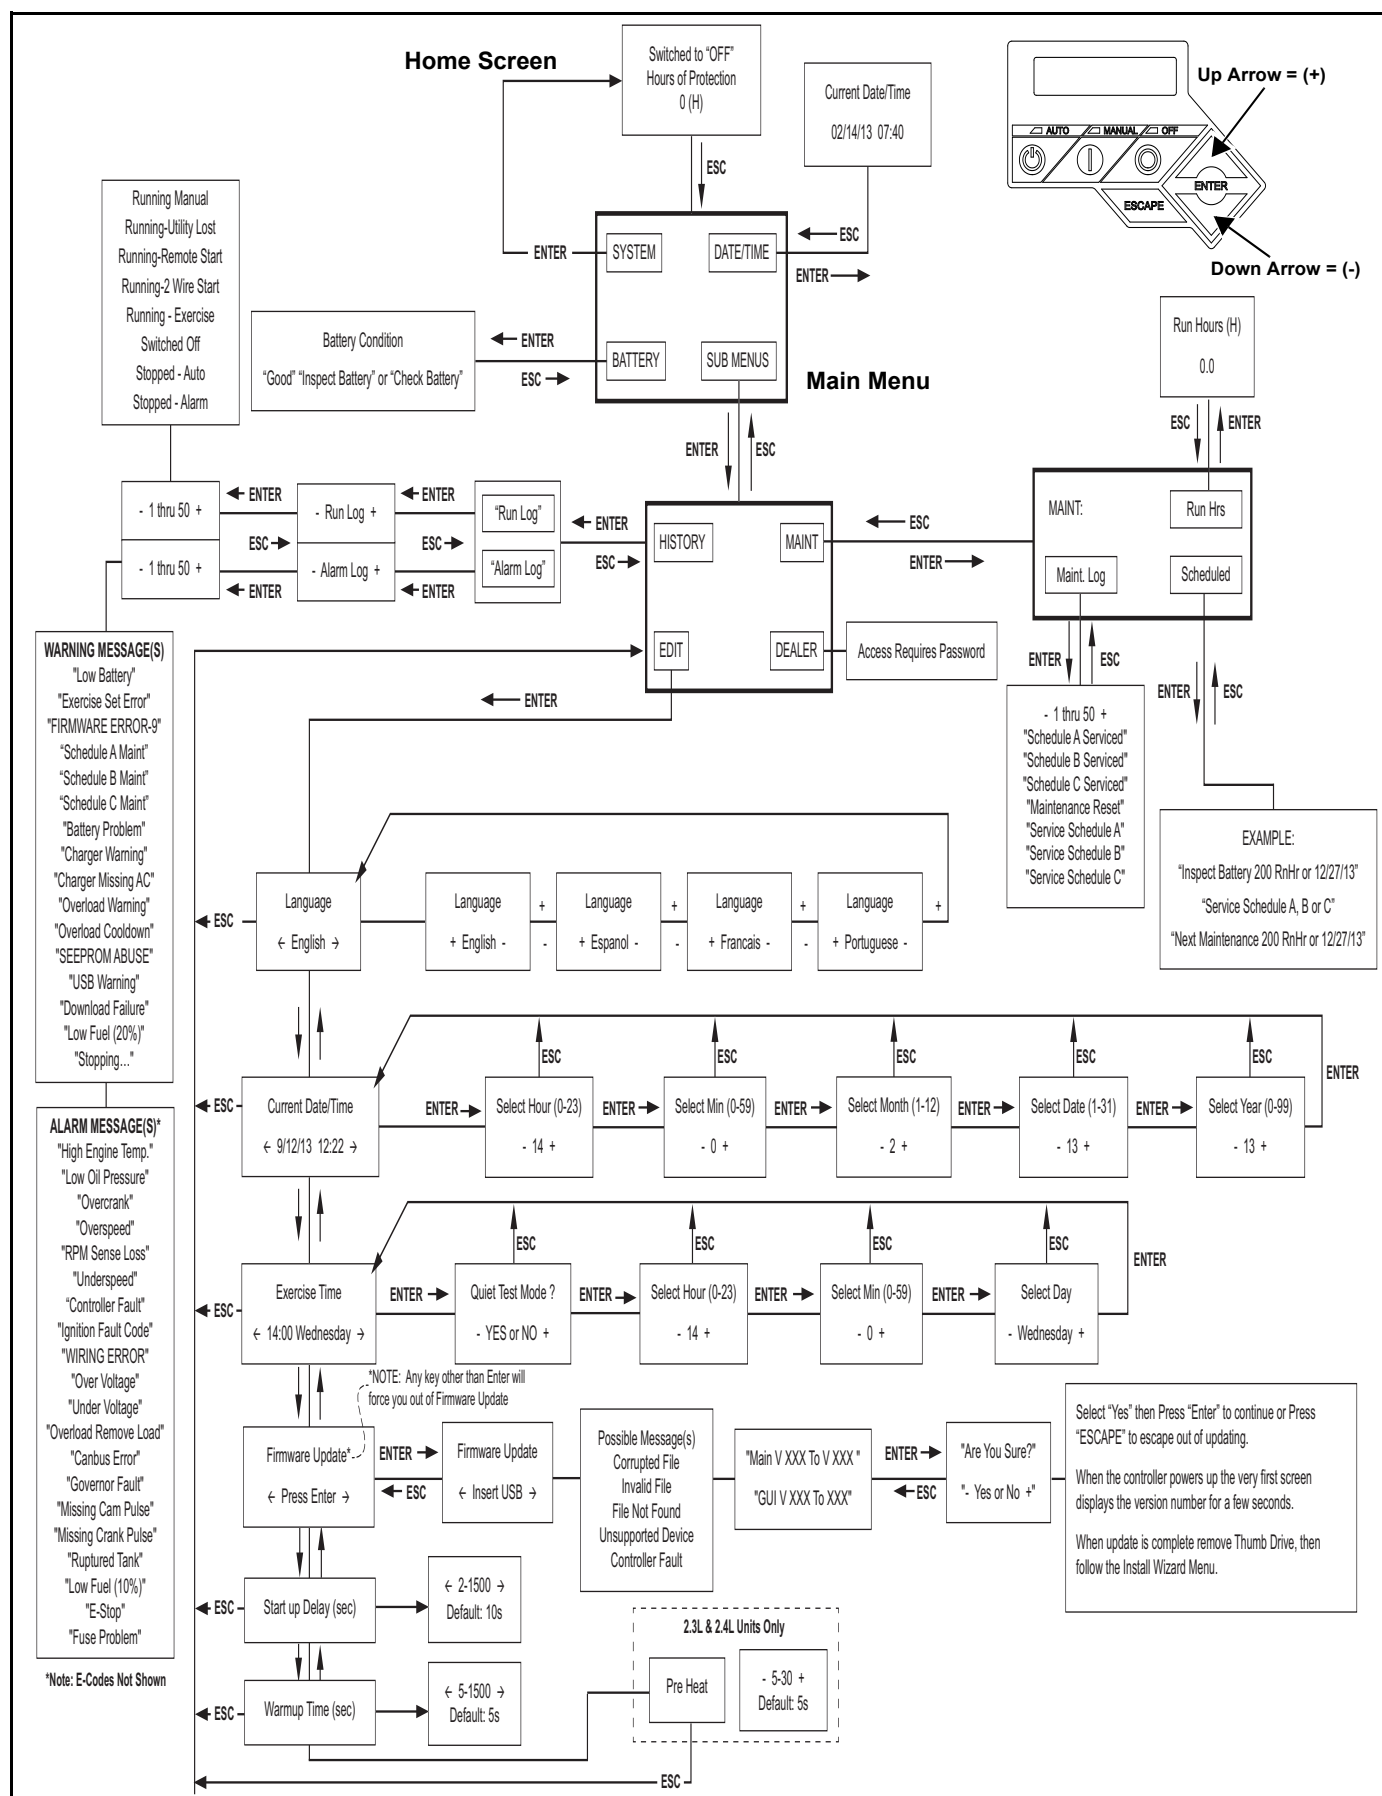 Home Screen
Switched to “OFF”
Hours of Protection
0 (H)
Current Date/Time
02/14/13 07:40
Up Arrow = (+)
AUTO
MANUAL
OFF
ENTER
ESCAPE
Down Arrow = (-)
ESC
ENTER
SYSTEM
DATE/TIME
ESC
ENTER
Running Manual
Running-Utility Lost
Running-Remote Start
Running-2 Wire Start
Running - Exercise
Switched Off
Stopped - Auto
Stopped - Alarm
Battery Condition
“Good” “Inspect Battery” or “Check Battery”
ENTER
ESC
BATTERY
SUB MENUS
Main Menu
Run Hours (H)
0.0
ESC
ENTER
ENTER
ESC
- 1 thru 50 +
ENTER
- Run Log +
ENTER
“Run Log”
ENTER
ESC
ESC
ESC
- 1 thru 50 +
ENTER
- Alarm Log +
ENTER
“Alarm Log”
HISTORY
MAINT
ESC
ENTER
MAINT:
Run Hrs
Maint. Log
Scheduled
EDIT
DEALER
Access Requires Password
ENTER
ENTER
ESC
ENTER
ESC
WARNING MESSAGE(S)
"Low Battery"
"Exercise Set Error"
"FIRMWARE ERROR-9"
“Schedule A Maint”
“Schedule B Maint”
“Schedule C Maint”
"Battery Problem"
"Charger Warning"
"Charger Missing AC"
"Overload Warning"
"Overload Cooldown"
"SEEPROM ABUSE"
"USB Warning"
"Download Failure"
"Low Fuel (20%)"
"Stopping..."
- 1 thru 50 +
"Schedule A Serviced"
"Schedule B Serviced"
"Schedule C Serviced"
"Maintenance Reset"
"Service Schedule A"
"Service Schedule B"
"Service Schedule C"
EXAMPLE:
“Inspect Battery 200 RnHr or 12/27/13”
“Service Schedule A, B or C”
“Next Maintenance 200 RnHr or 12/27/13”
ESC
Language
← English →
Language
+ English -
+
-
Language
+ Espanol -
+
-
Language
+ Francais -
+
-
Language
+ Portuguese -
+
ESC
Current Date/Time
← 9/12/13 12:22 →
ENTER
Select Hour (0-23)
- 14 +
ESC
ENTER
Select Min (0-59)
- 0 +
ESC
ENTER
Select Month (1-12)
- 2 +
ESC
ENTER
Select Date (1-31)
- 13 +
ESC
ENTER
Select Year (0-99)
- 13 +
ESC
ENTER
ALARM MESSAGE(S)*
"High Engine Temp."
"Low Oil Pressure"
"Overcrank"
"Overspeed"
"RPM Sense Loss"
"Underspeed"
"Controller Fault"
"Ignition Fault Code"
"WIRING ERROR"
"Over Voltage"
"Under Voltage"
"Overload Remove Load"
"Canbus Error"
"Governor Fault"
"Missing Cam Pulse"
"Missing Crank Pulse"
"Ruptured Tank"
"Low Fuel (10%)"
"E-Stop"
"Fuse Problem"
*Note: E-Codes Not Shown
ESC
Exercise Time
← 14:00 Wednesday →
ENTER
Quiet Test Mode ?
- YES or NO +
ESC
ENTER
Select Hour (0-23)
- 14 +
ESC
ENTER
Select Min (0-59)
- 0 +
ESC
ENTER
Select Day
- Wednesday +
ESC
ENTER
*NOTE: Any key other than Enter will
force you out of Firmware Update
Firmware Update*
← Press Enter →
ENTER
ESC
Firmware Update
← Insert USB →
Possible Message(s)
Corrupted File
Invalid File
File Not Found
Unsupported Device
Controller Fault
"Main V XXX To V XXX "
"GUI V XXX To XXX"
ENTER
ESC
"Are You Sure?"
"- Yes or No +"
Select “Yes” then Press “Enter” to continue or Press
“ESCAPE” to escape out of updating.
When the controller powers up the very first screen
displays the version number for a few seconds.
When update is complete remove Thumb Drive, then
follow the Install Wizard Menu.
ESC
Start up Delay (sec)
← 2-1500 →
Default: 10s
2.3L & 2.4L Units Only
Pre Heat
- 5-30 +
Default: 5s
ESC
Warmup Time (sec)
← 5-1500 →
Default: 5s
ESC